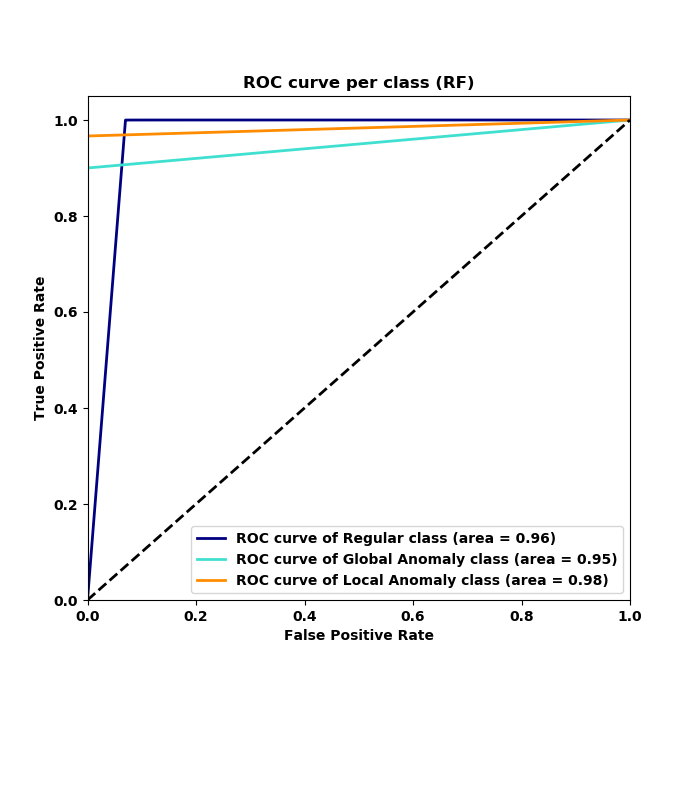 ROC curve per class (RF)
1.0
0.8
0.6
0.4
0.2
0.0
True Positive Rate
ROC curve of Regular class (area = 0.96)
ROC curve of Global Anomaly class (area = 0.95)
ROC curve of Local Anomaly class (area = 0.98)
0.0 0.2 0.4 0.6 0.8 1.0
False Positive Rate